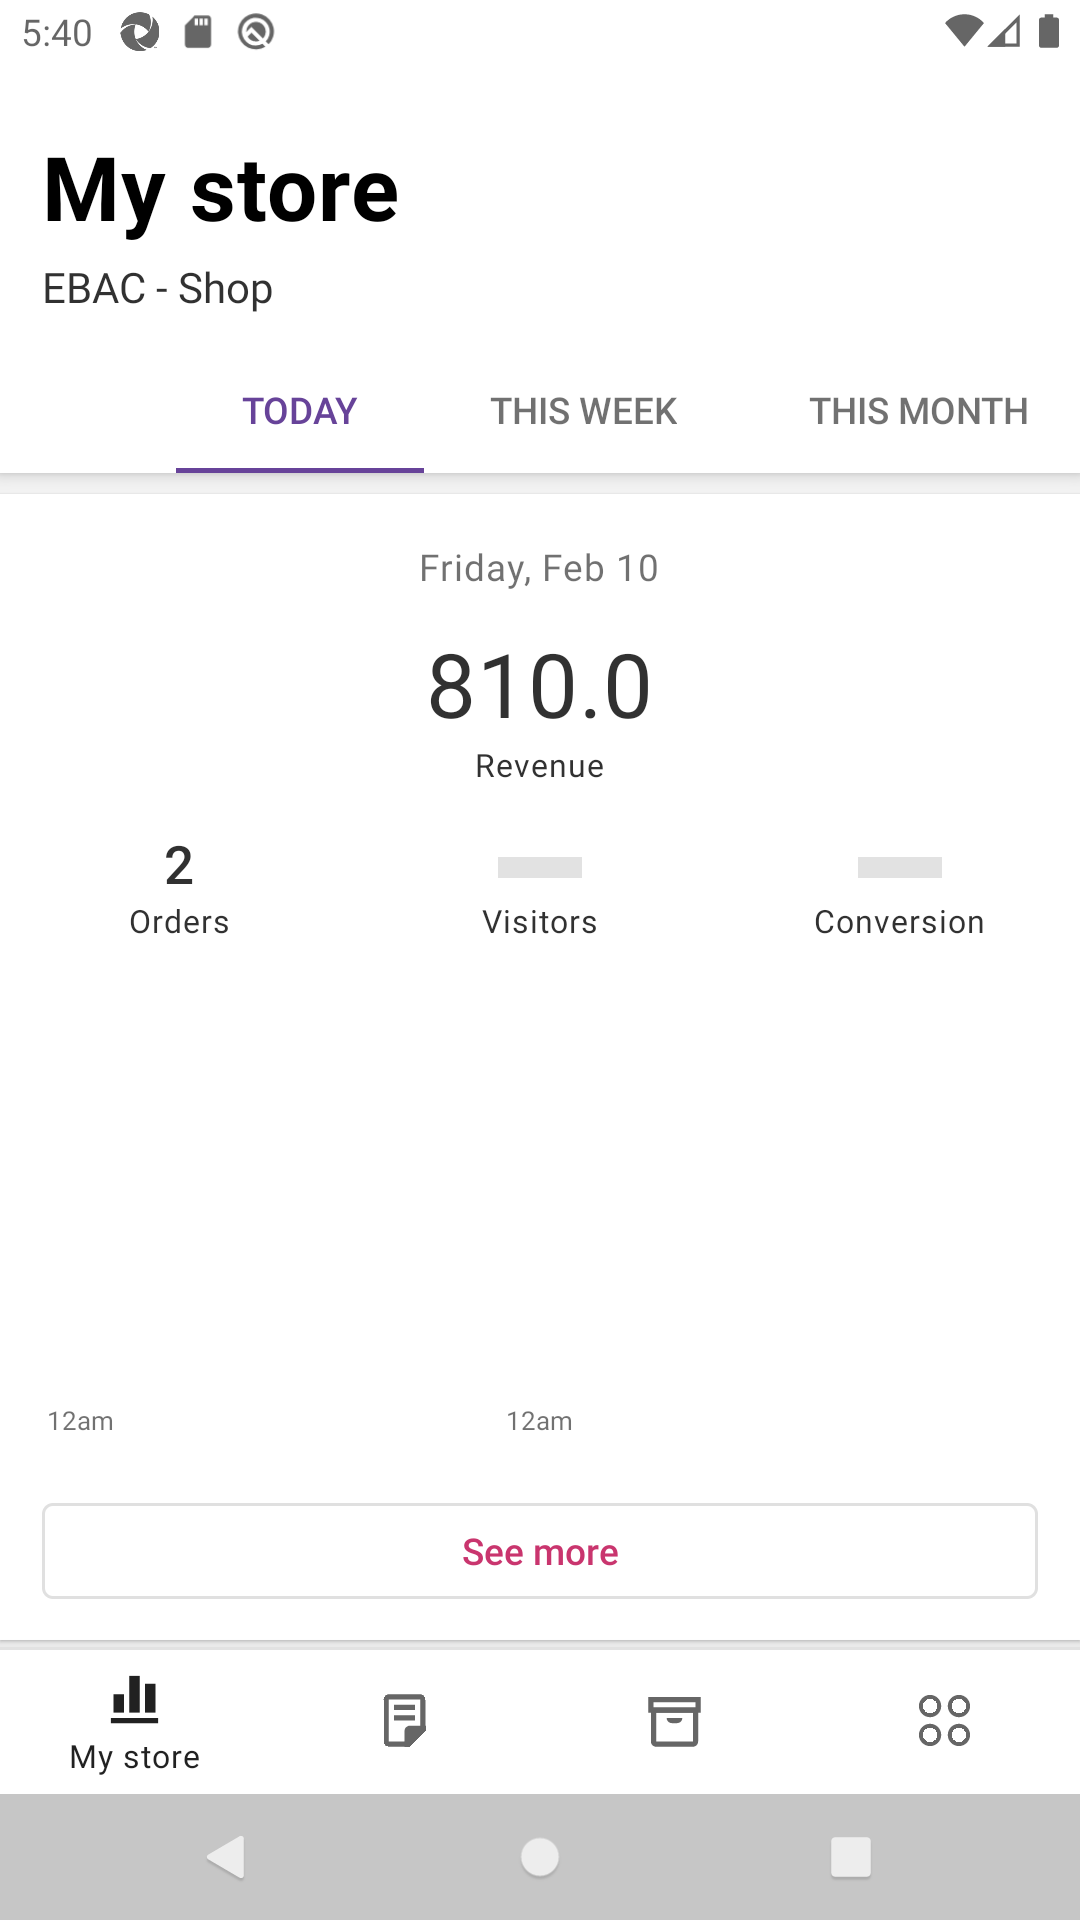 5:40
My store
EBAC - Shop
TODAY THIS WEEK THIS MONTH
Friday, Feb 10
810.0
Revenue
2
Orders Visitors Conversion
12am 12am
See more
My store